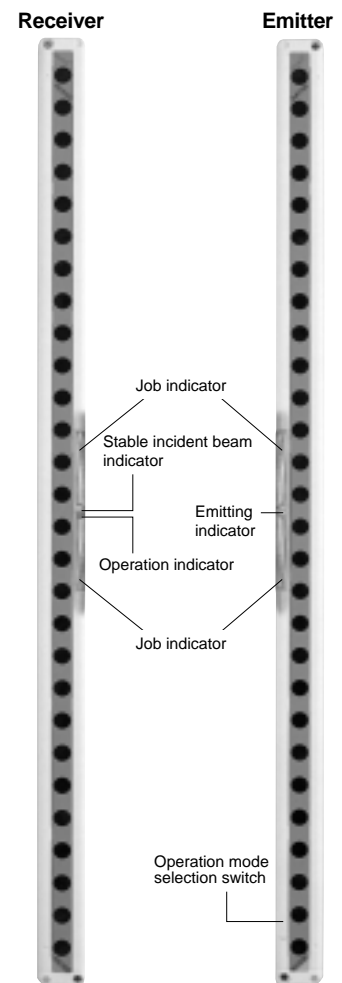 Receiver
Emitter
Job indicator
Stable incident beam
indicator
Emitting
indicator
Operation indicator
Job indicator
Operation mode
selection switch